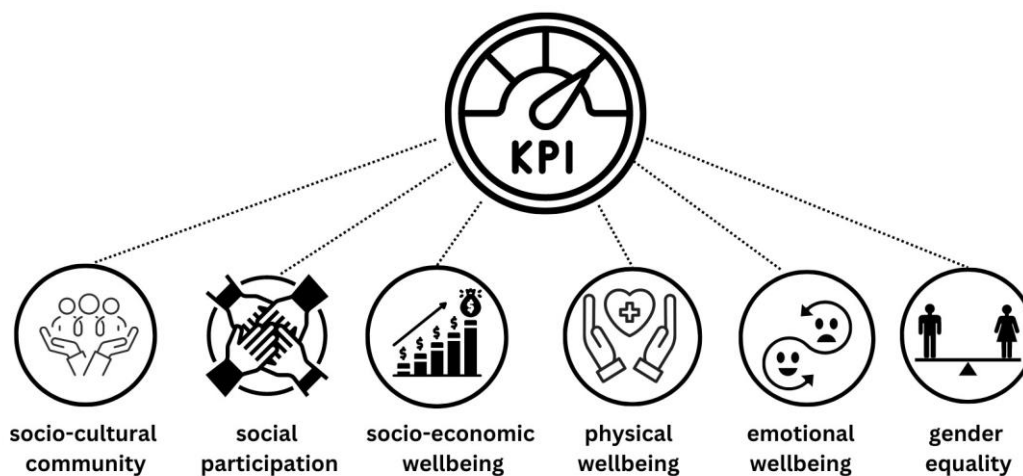 KPI
socio-cultural
community
social
participation
socio-economic
wellbeing
physical
wellbeing
emotional
wellbeing
gender
equality